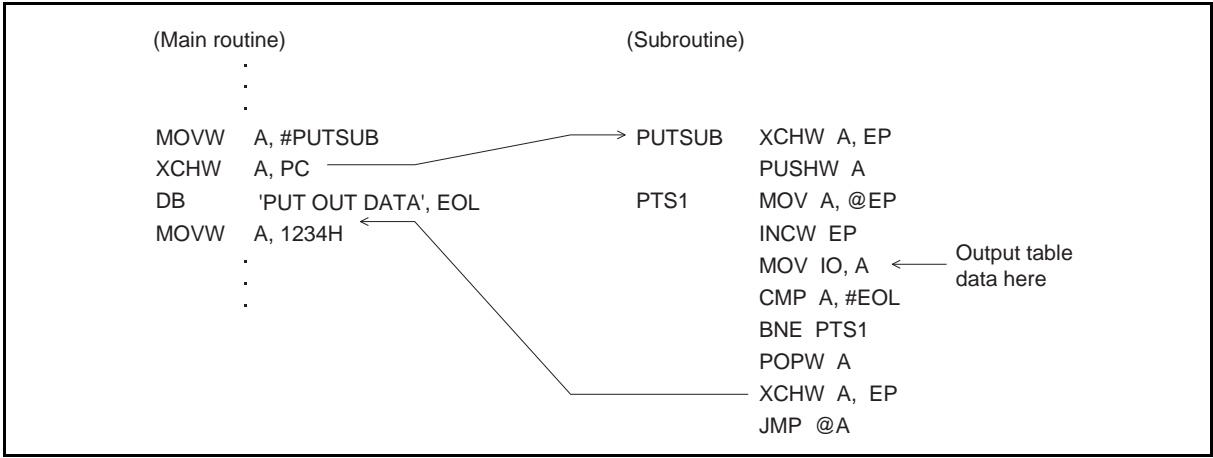 (Main routine)
.
.
.
MOVW A, #PUTSUB
XCHW A, PC
DB 'PUT OUT DATA', EOL
MOVW A, 1234H
.
.
.
(Subroutine)
PUTSUB XCHW A, EP
PUSHW A
PTS1 MOV A, @EP
INCW EP
MOV IO, A
CMP A, #EOL
BNE PTS1
POPW A
XCHW A, EP
JMP @A
Output table
data here